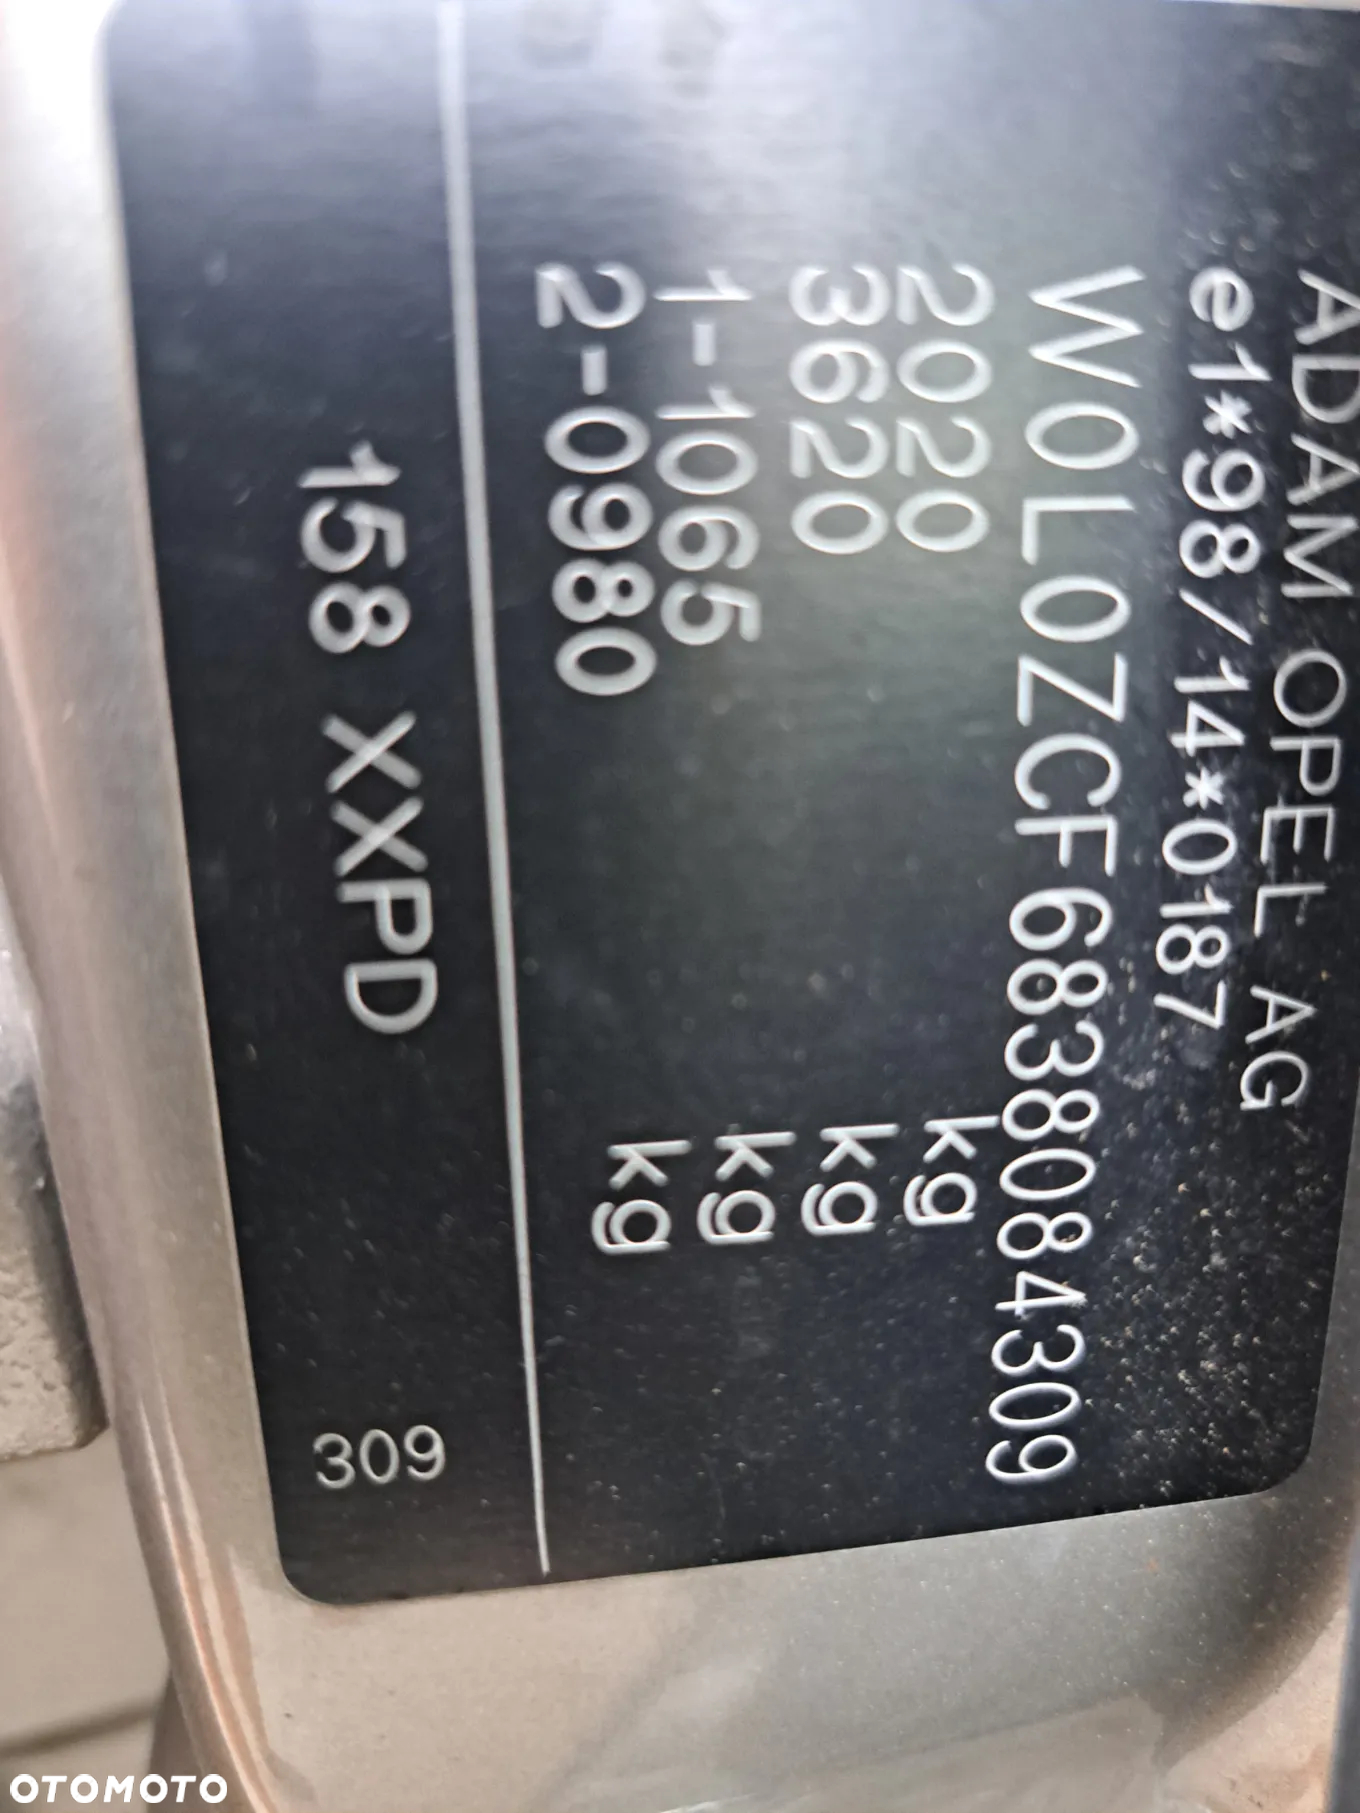 ADAM OPEL AG
e1*98/14*0187
W0L0ZCF6838084309
2020 kg
3620 kg
1-1065 kg
2-0980 kg
158 XXPD
309
OTOMOTO